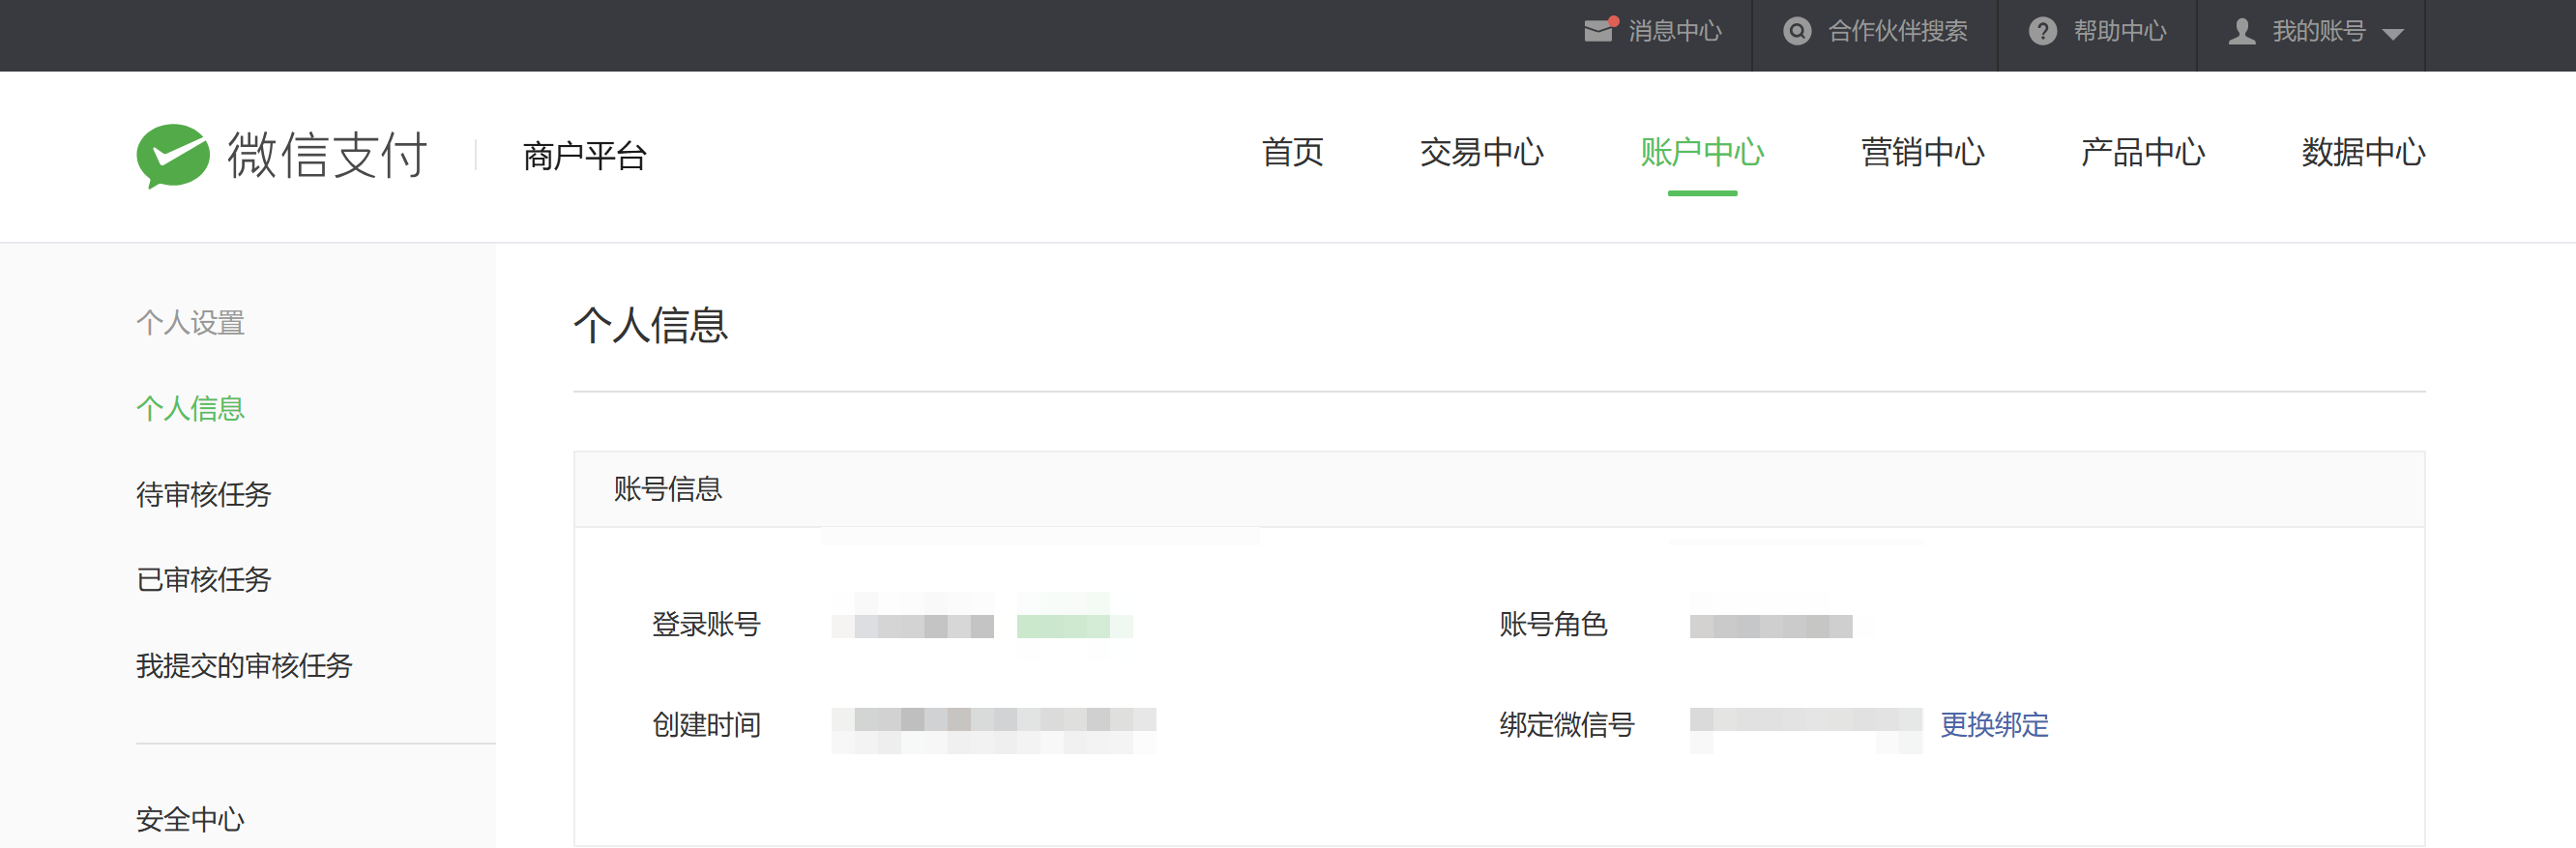 消息中心 合作伙伴搜索 帮助中心 我的账号
微信支付 商户平台 首页 交易中心 账户中心 营销中心 产品中心 数据中心
个人设置
个人信息
待审核任务
已审核任务
我提交的审核任务
安全中心
个人信息
账号信息
登录账号 账号角色
创建时间 绑定微信号 更换绑定